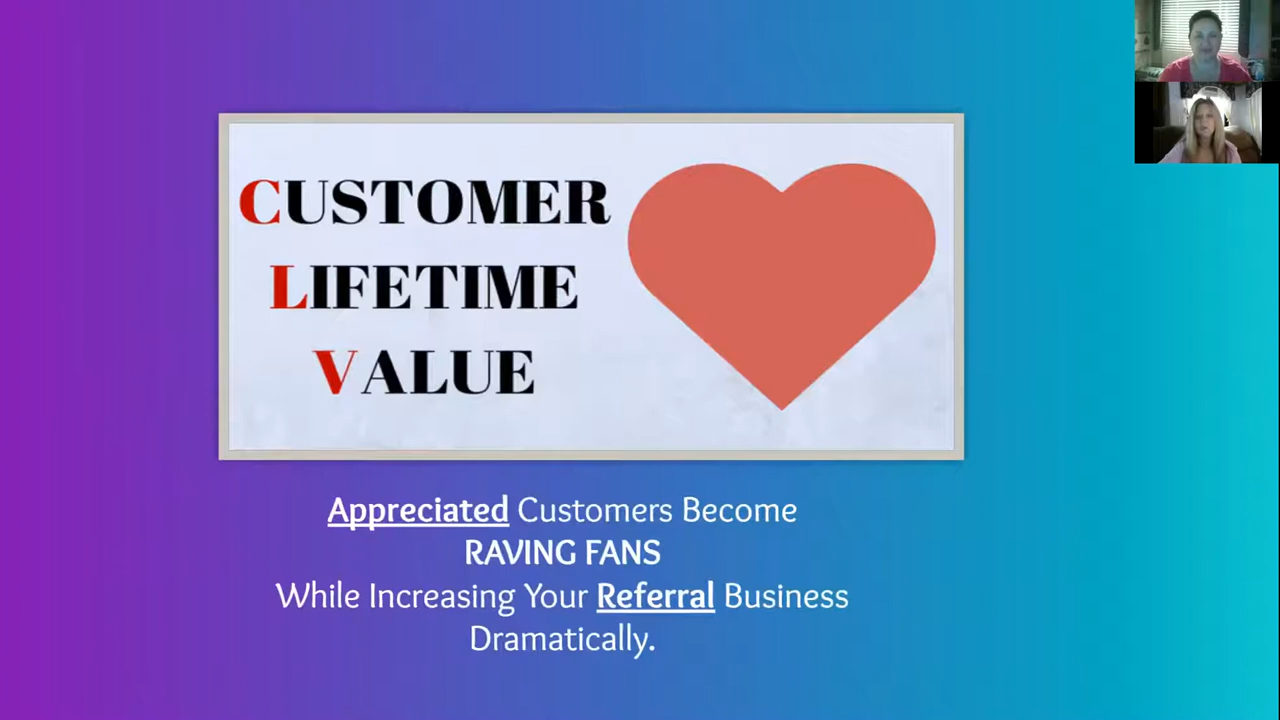 CUSTOMER
LIFETIME
VALUE
Appreciated Customers Become
RAVING FANS
While Increasing Your Referral Business
Dramatically.